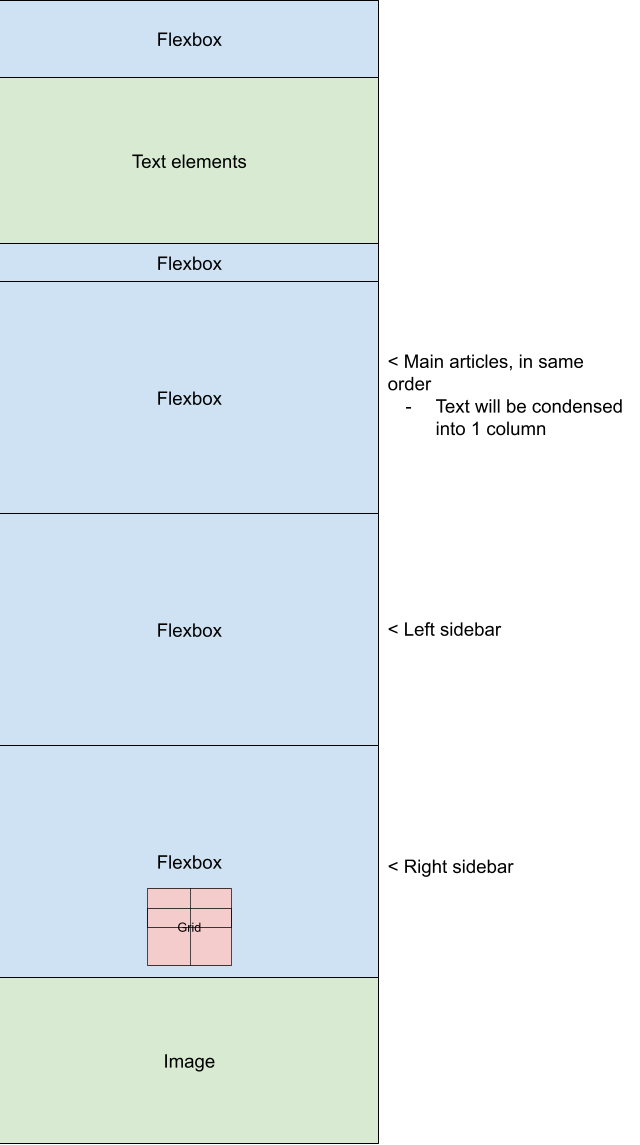 Flexbox
Text elements
Flexbox
Flexbox
< Main articles, in same
order
- Text will be condensed
into 1 column
Flexbox
< Left sidebar
Flexbox
< Right sidebar
Grid
Image